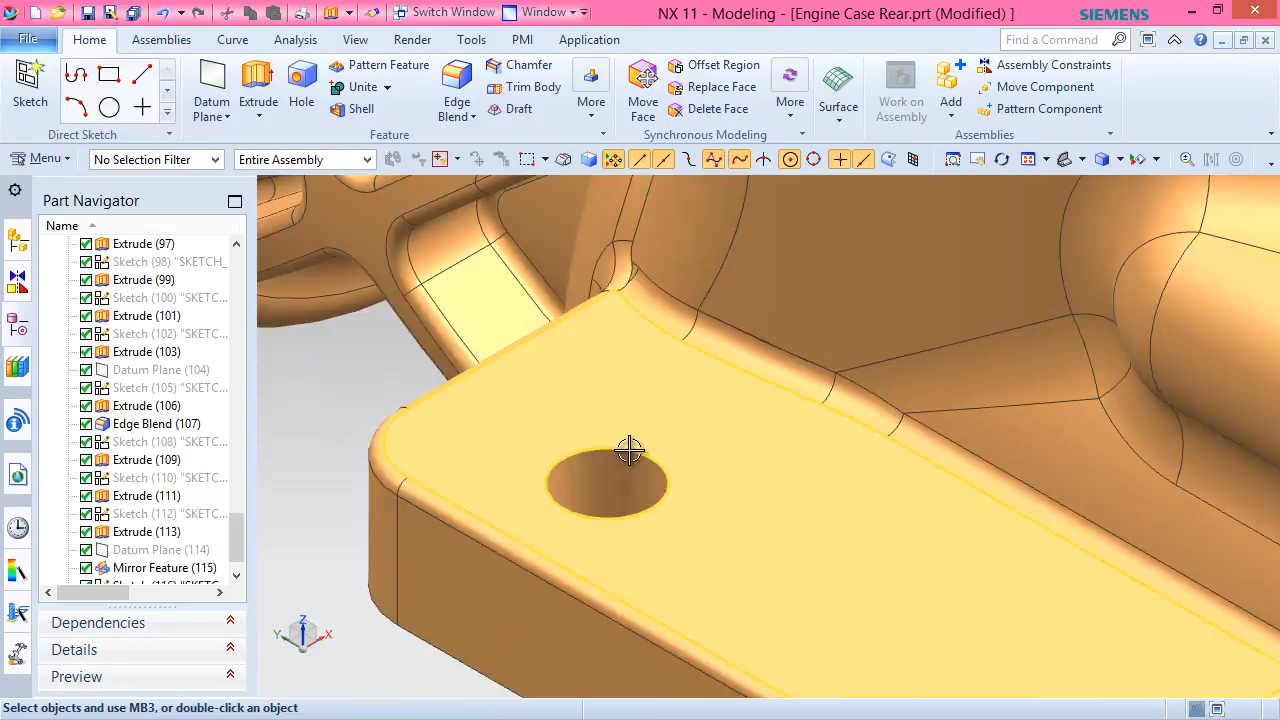 Switch Window Window NX 11 - Modeling - [Engine Case Rear.prt (Modified) ] SIEMENS
File Home Assemblies Curve Analysis View Render Tools PMI Application Find a Command
Sketch Datum Plane Extrude Hole Pattern Feature Unite Shell Edge Blend Chamfer Trim Body Draft More Move Face Offset Region Replace Face Delete Face More Surface Work on Assembly Add Assembly Constraints Move Component Pattern Component
Direct Sketch Feature Synchronous Modeling Assemblies
Menu No Selection Filter Entire Assembly
Part Navigator
Name
Extrude (97)
Sketch (98) "SKETCH_
Extrude (99)
Sketch (100) "SKETC...
Extrude (101)
Sketch (102) "SKETC...
Extrude (103)
Datum Plane (104)
Sketch (105) "SKETC...
Extrude (106)
Edge Blend (107)
Sketch (108) "SKETC...
Extrude (109)
Sketch (110) "SKETC...
Extrude (111)
Sketch (112) "SKETC...
Extrude (113)
Datum Plane (114)
Mirror Feature (115)
Z
Y X
Dependencies
Details
Preview
Select objects and use MB3, or double-click an object